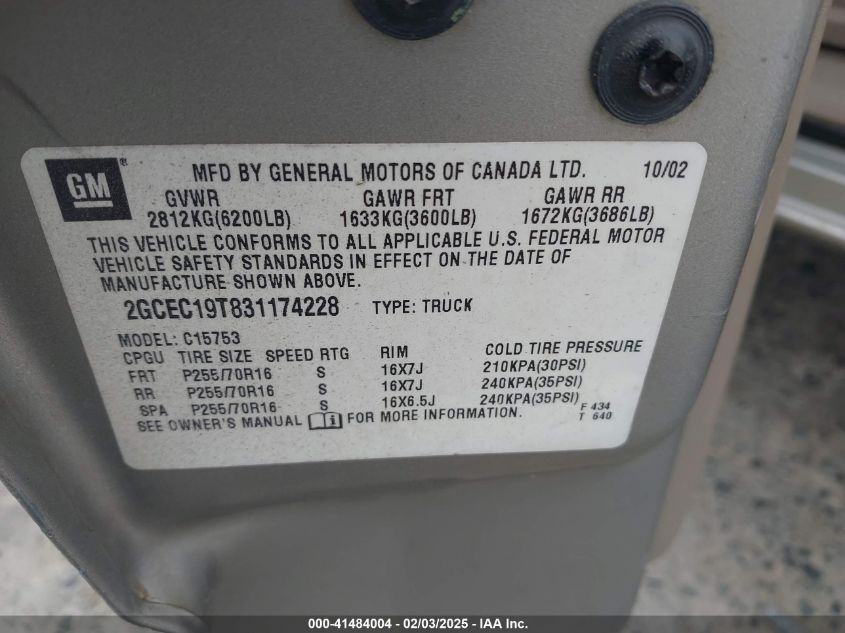 GM ® MFD BY GENERAL MOTORS OF CANADA LTD. 10/02
GVWR GAWR FRT GAWR RR
2812KG(6200LB) 1633KG(3600LB) 1672KG(3686LB)
THIS VEHICLE CONFORMS TO ALL APPLICABLE U.S. FEDERAL MOTOR
VEHICLE SAFETY STANDARDS IN EFFECT ON THE DATE OF
MANUFACTURE SHOWN ABOVE.
2GCEC19T831174228 TYPE: TRUCK
MODEL: C15753
CPGU TIRE SIZE SPEED RTG RIM COLD TIRE PRESSURE
FRT P255/70R16 S 16X7J 210KPA(30PSI)
RR P255/70R16 S 16X7J 240KPA(35PSI)
SPA P255/70R16 S 16X6.5J 240KPA(35PSI)
SEE OWNER'S MANUAL FOR MORE INFORMATION. F 434
T 640
000-41484004 - 02/03/2025 - IAA Inc.